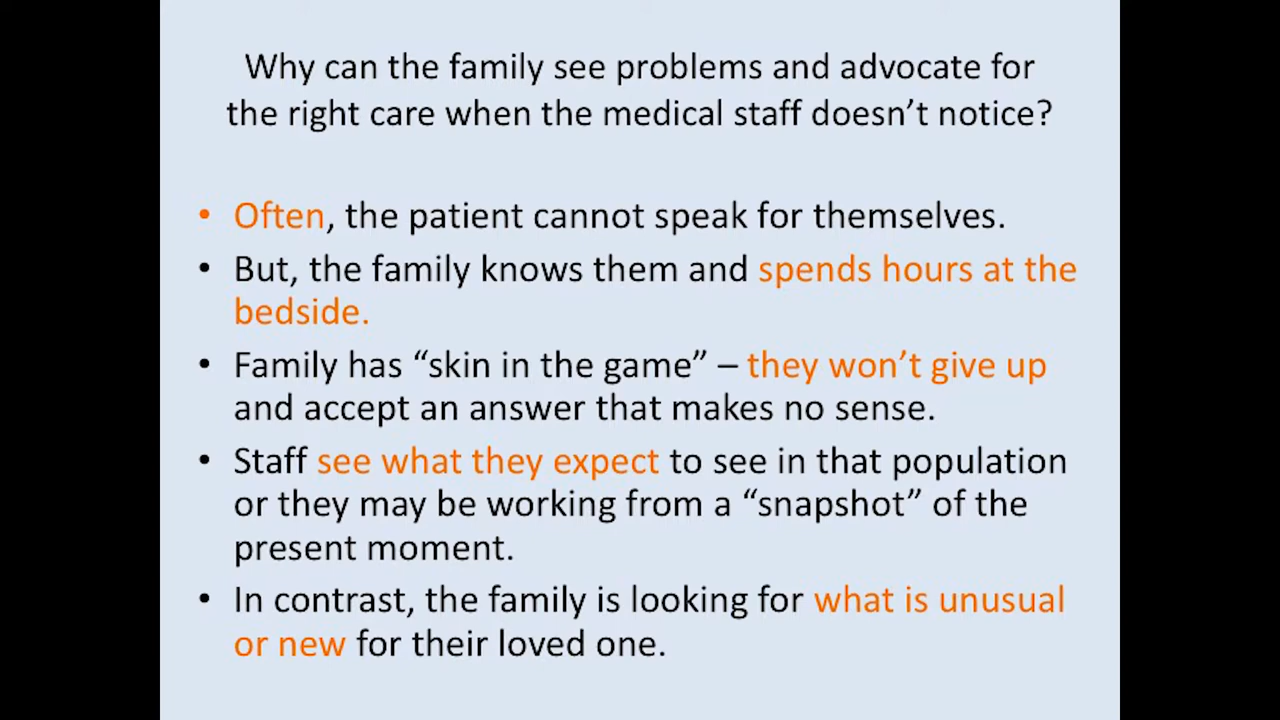 Why can the family see problems and advocate for
the right care when the medical staff doesn’t notice?
• Often, the patient cannot speak for themselves.
• But, the family knows them and spends hours at the
bedside.
• Family has “skin in the game” – they won’t give up
and accept an answer that makes no sense.
• Staff see what they expect to see in that population
or they may be working from a “snapshot” of the
present moment.
• In contrast, the family is looking for what is unusual
or new for their loved one.